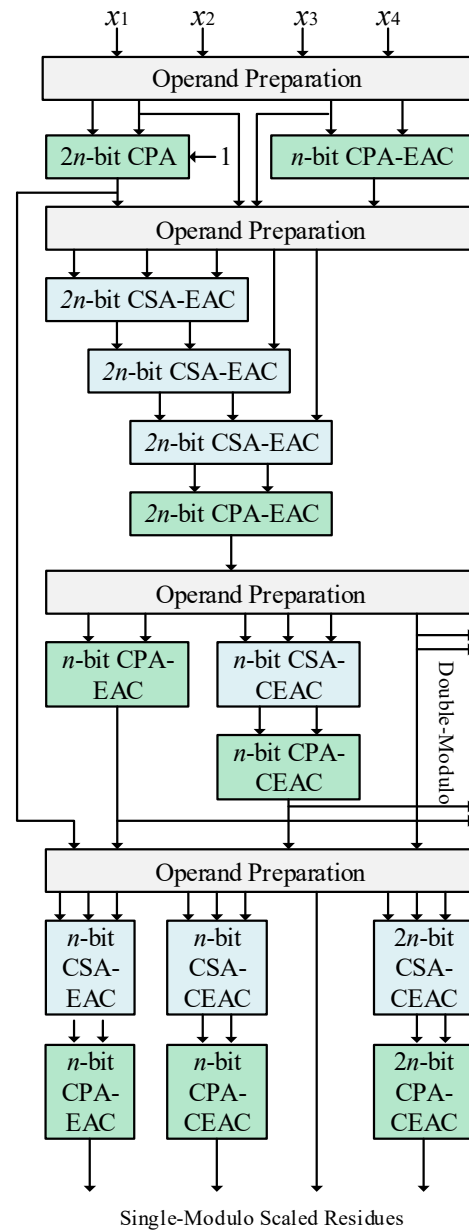 x1 x2 x3 x4
Operand Preparation
2n-bit CPA 1 n-bit CPA-EAC
Operand Preparation
2n-bit CSA-EAC
2n-bit CSA-EAC
2n-bit CSA-EAC
2n-bit CPA-EAC
Operand Preparation
n-bit CPA-
EAC
n-bit CSA-
CEAC
Double-Modulo
n-bit CPA-
CEAC
Operand Preparation
n-bit
CSA-
EAC
n-bit
CSA-
CEAC
2n-bit
CSA-
CEAC
n-bit
CPA-
EAC
n-bit
CPA-
CEAC
2n-bit
CPA-
CEAC
Single-Modulo Scaled Residues